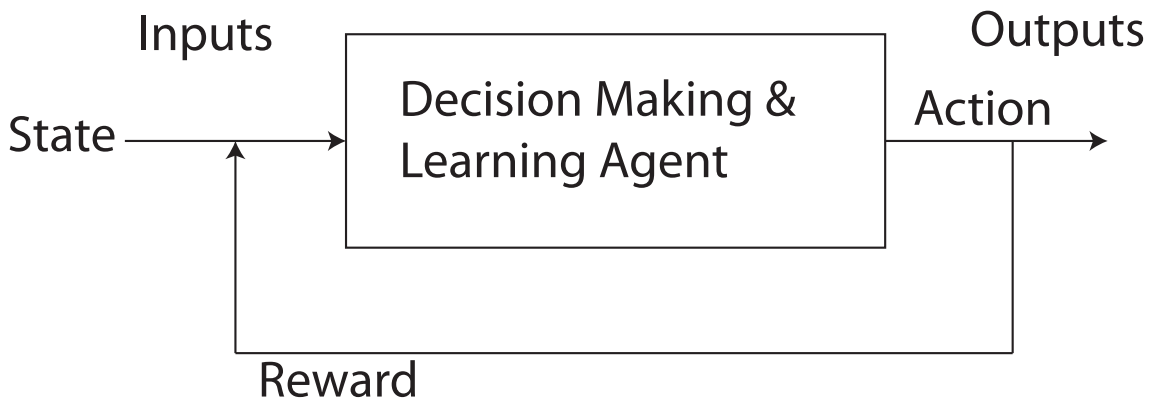 Inputs
Outputs
State
Decision Making &
Learning Agent
Action
Reward